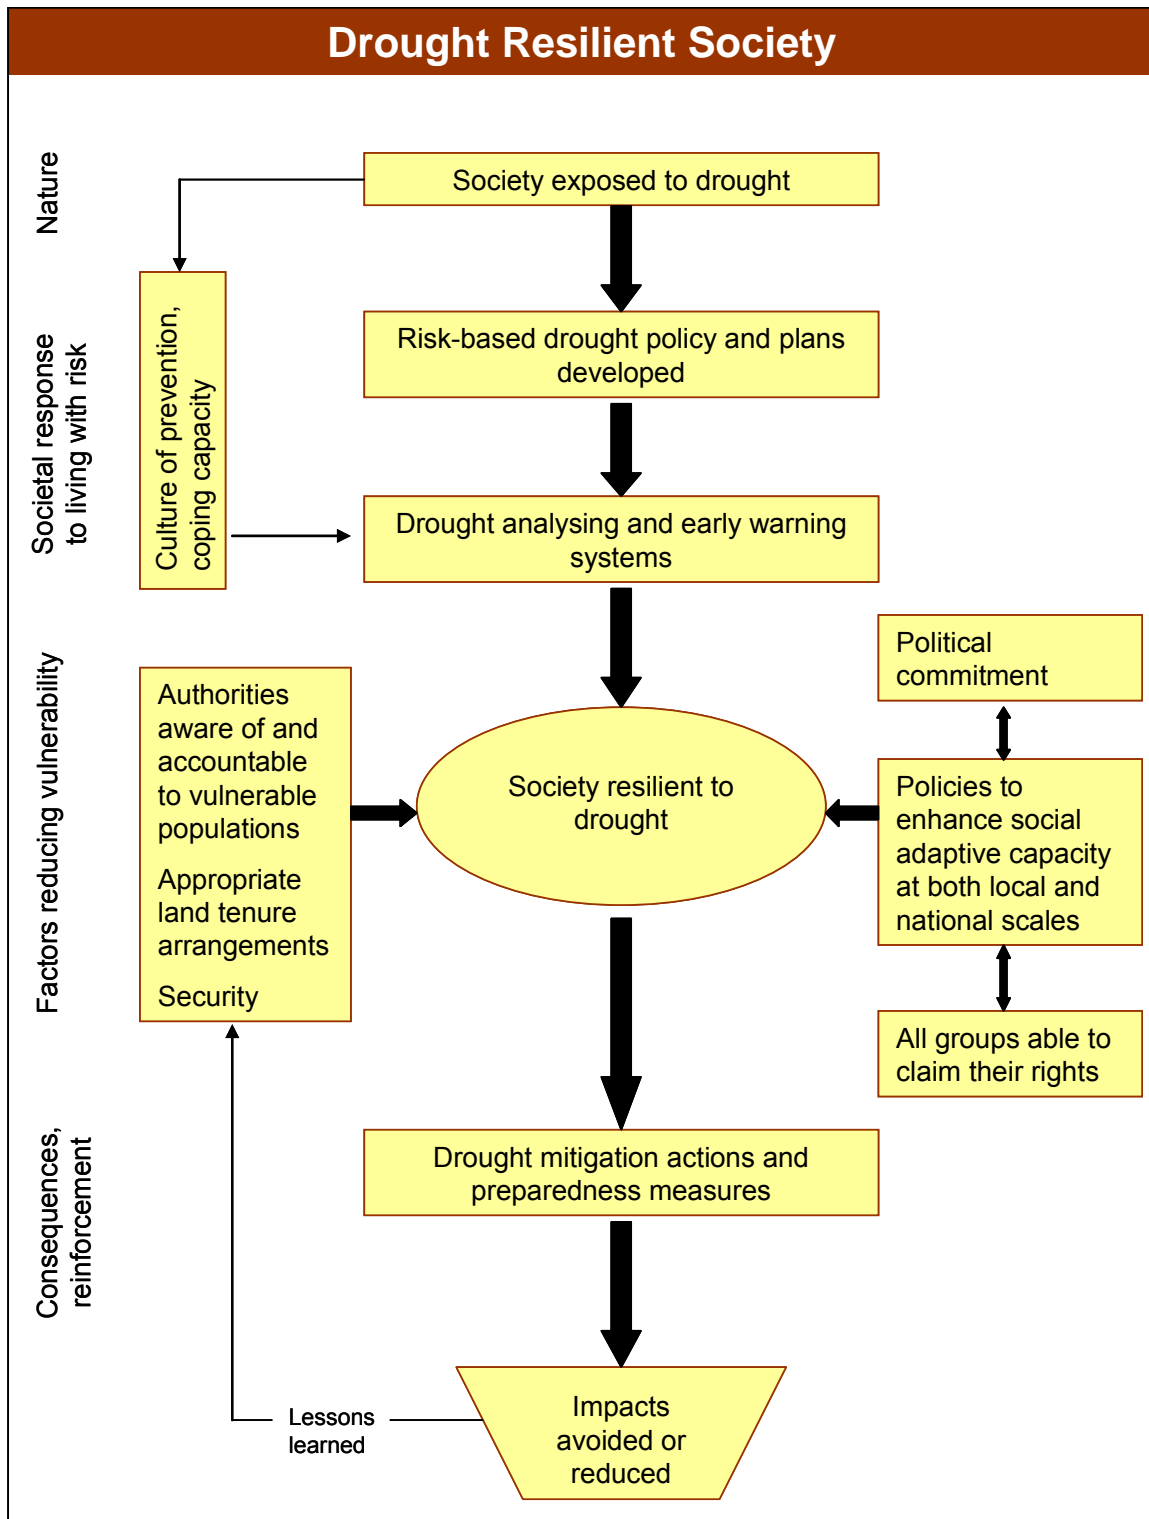 Drought Resilient Society
Nature
Society exposed to drought
Societal response
to living with risk
Culture of prevention,
coping capacity
Risk-based drought policy and plans
developed
Drought analysing and early warning
systems
Factors reducing vulnerability
Authorities
aware of and
accountable
to vulnerable
populations
Appropriate
land tenure
arrangements
Security
Society resilient to
drought
Political
commitment
Policies to
enhance social
adaptive capacity
at both local and
national scales
All groups able to
claim their rights
Consequences,
reinforcement
Drought mitigation actions and
preparedness measures
Lessons
learned
Impacts
avoided or
reduced